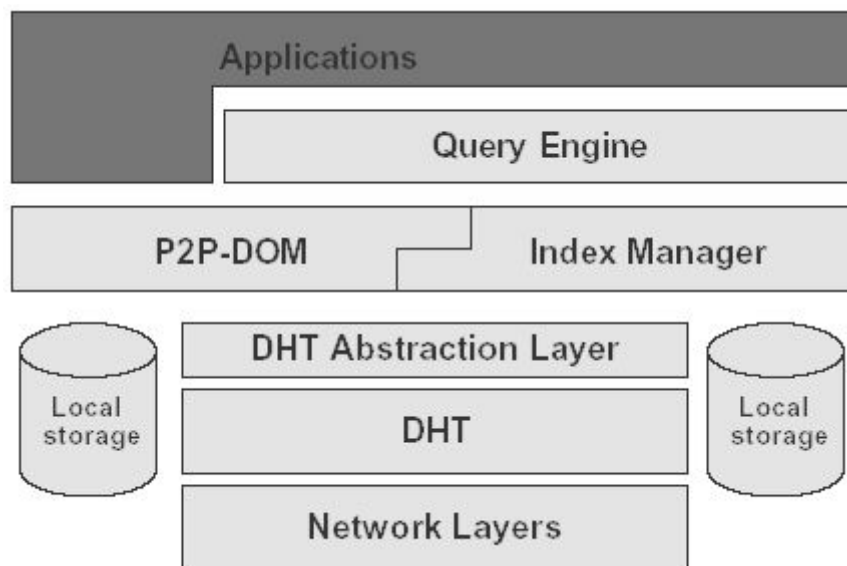 Applications
Query Engine
P2P-DOM
Index Manager
DHT Abstraction Layer
Local
storage
DHT
Local
storage
Network Layers